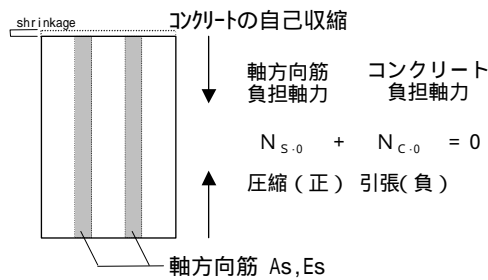 shrinkage
コンクリートの自己収縮
軸方向筋 コンクリート
負担軸力 負担軸力
N S·0 + N C·0 = 0
圧縮(正) 引張(負)
軸方向筋 As,Es